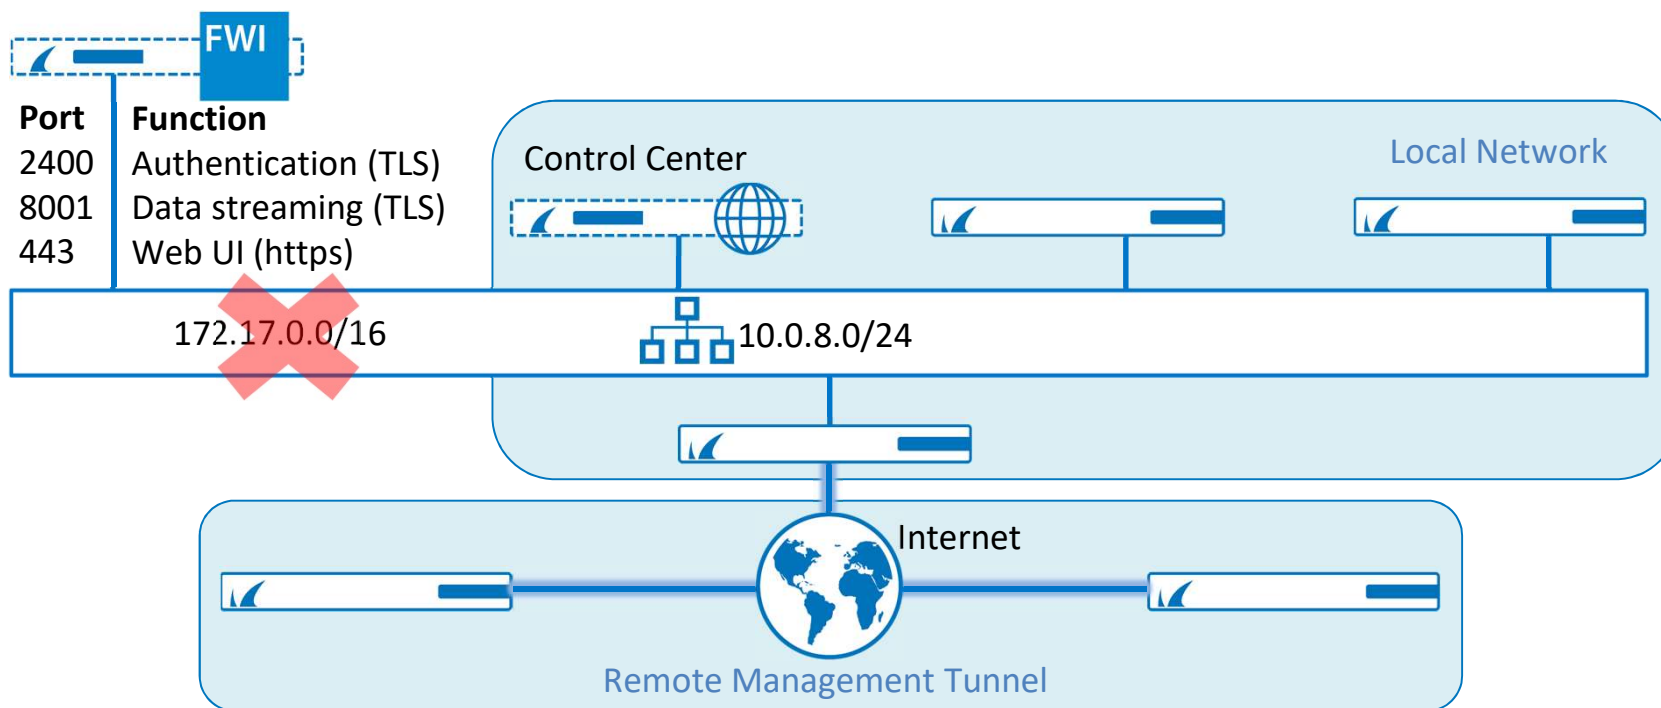 FWI
Port Function
2400 Authentication (TLS)
8001 Data streaming (TLS)
443 Web UI (https)
Control Center
Local Network
172.17.0.0/16
10.0.8.0/24
Internet
Remote Management Tunnel